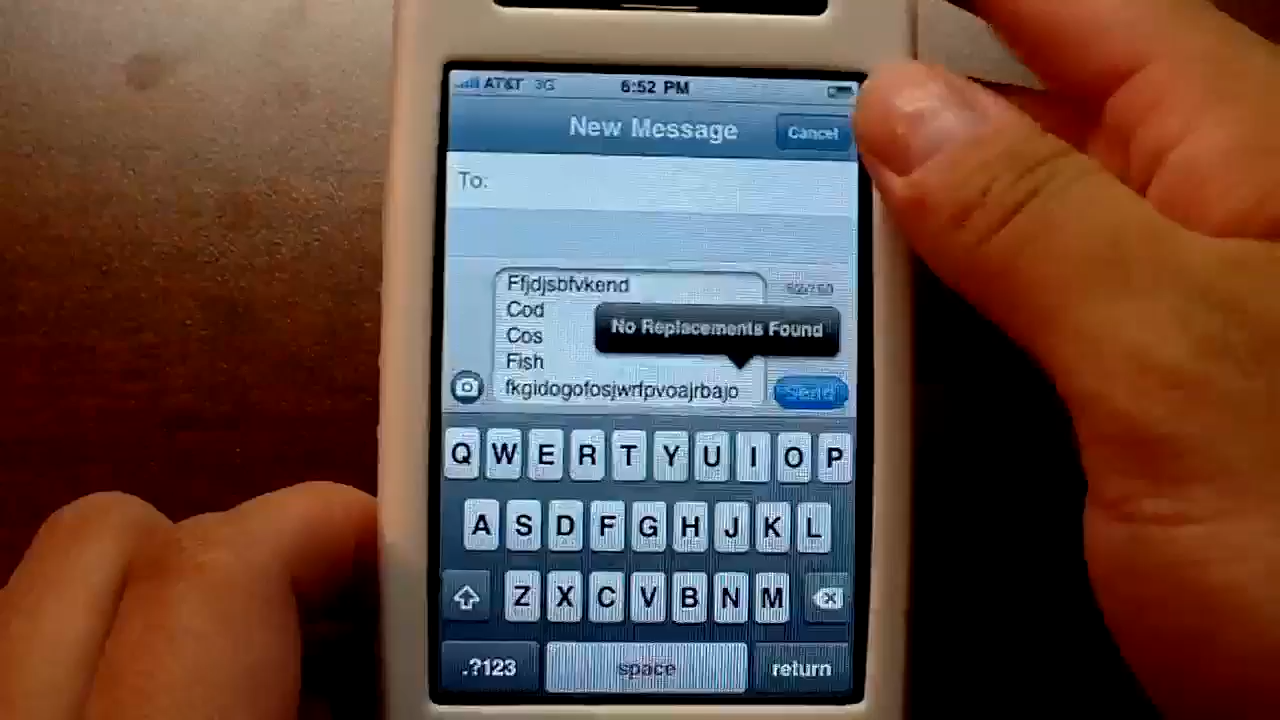 AT&T 3G 6:52 PM
New Message Cancel
To:
Ffjdjsbfvkend
Cod
No Replacements Found
Cos
Fish
fkgidogofosjwrfpvoajrbajo Send
Q W E R T Y U I O P
A S D F G H J K L
Z X C V B N M
.?123 space return